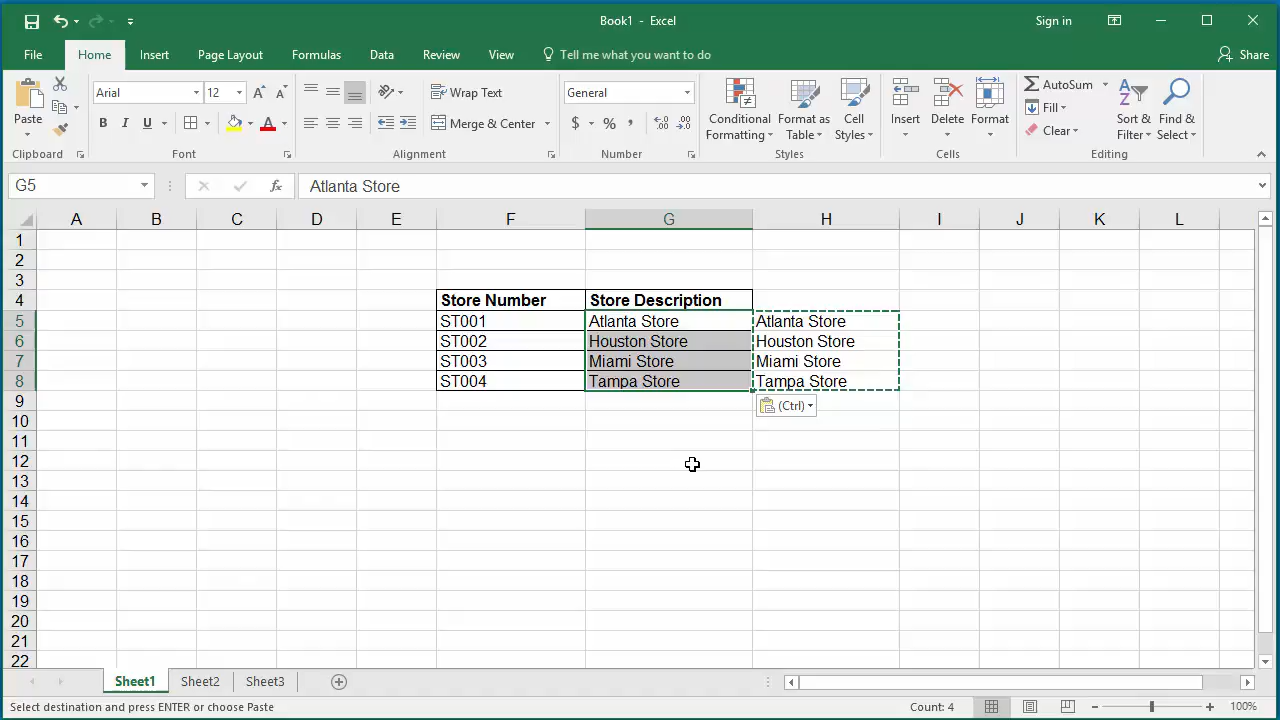 Book1 - Excel
Sign in
File Home Insert Page Layout Formulas Data Review View Tell me what you want to do Share
Paste
Clipboard
Arial 12 A A
B I U A
Font
Wrap Text
Merge & Center
Alignment
General
$ % ,
Number
Conditional Formatting
Format as Table
Cell Styles
Styles
Insert Delete Format
Cells
AutoSum
Fill
Clear
Sort & Filter
Find & Select
Editing
G5 fx Atlanta Store
A B C D E F G H I J K L
1
2
3
4 Store Number Store Description
5 ST001 Atlanta Store Atlanta Store
6 ST002 Houston Store Houston Store
7 ST003 Miami Store Miami Store
8 ST004 Tampa Store Tampa Store
9 (Ctrl)
10
11
12
13
14
15
16
17
18
19
20
21
22
Sheet1 Sheet2 Sheet3
Select destination and press ENTER or choose Paste Count: 4 100%